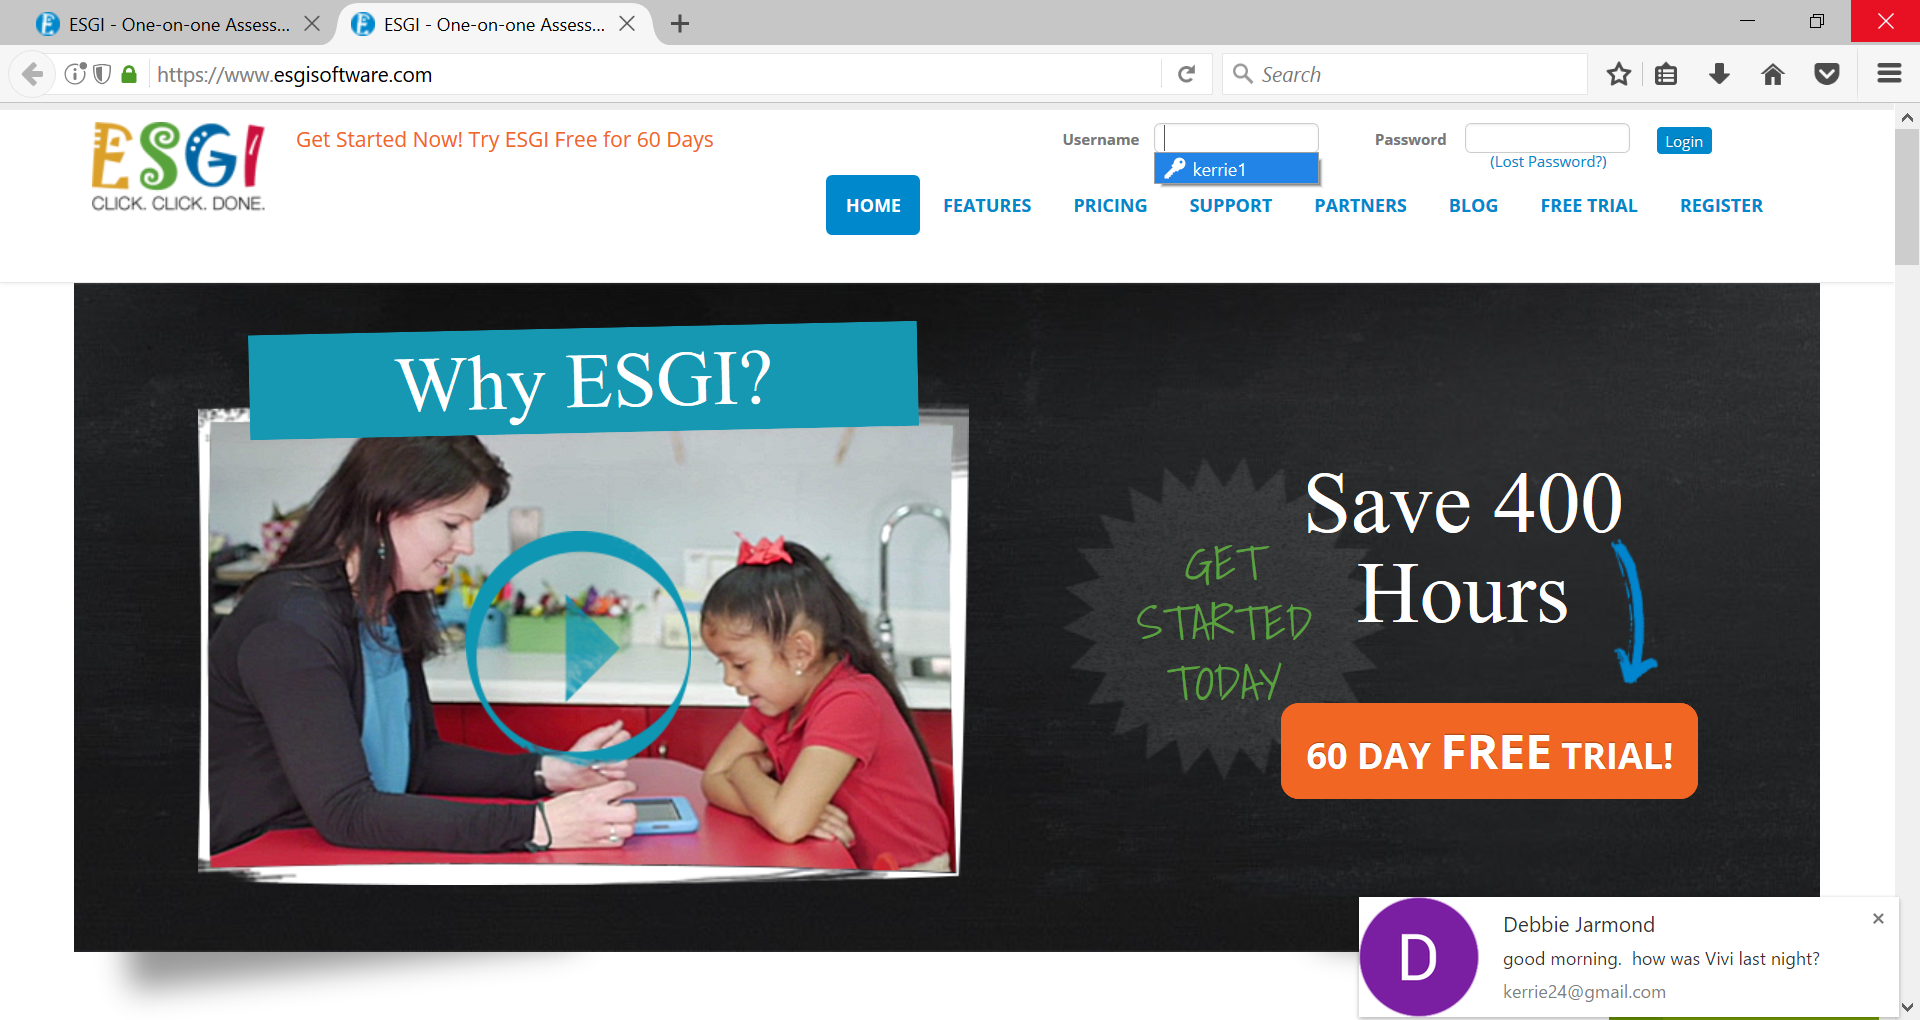 ESGI - One-on-one Assess...
ESGI - One-on-one Assess...
https://www.esgisoftware.com
Search
ESGI
CLICK. CLICK. DONE.
Get Started Now! Try ESGI Free for 60 Days
Username
Password
Login
kerrie1
(Lost Password?)
HOME
FEATURES
PRICING
SUPPORT
PARTNERS
BLOG
FREE TRIAL
REGISTER
Why ESGI?
GET
STARTED
TODAY
Save 400
Hours
60 DAY FREE TRIAL!
D
Debbie Jarmond
good morning.  how was Vivi last night?
kerrie24@gmail.com